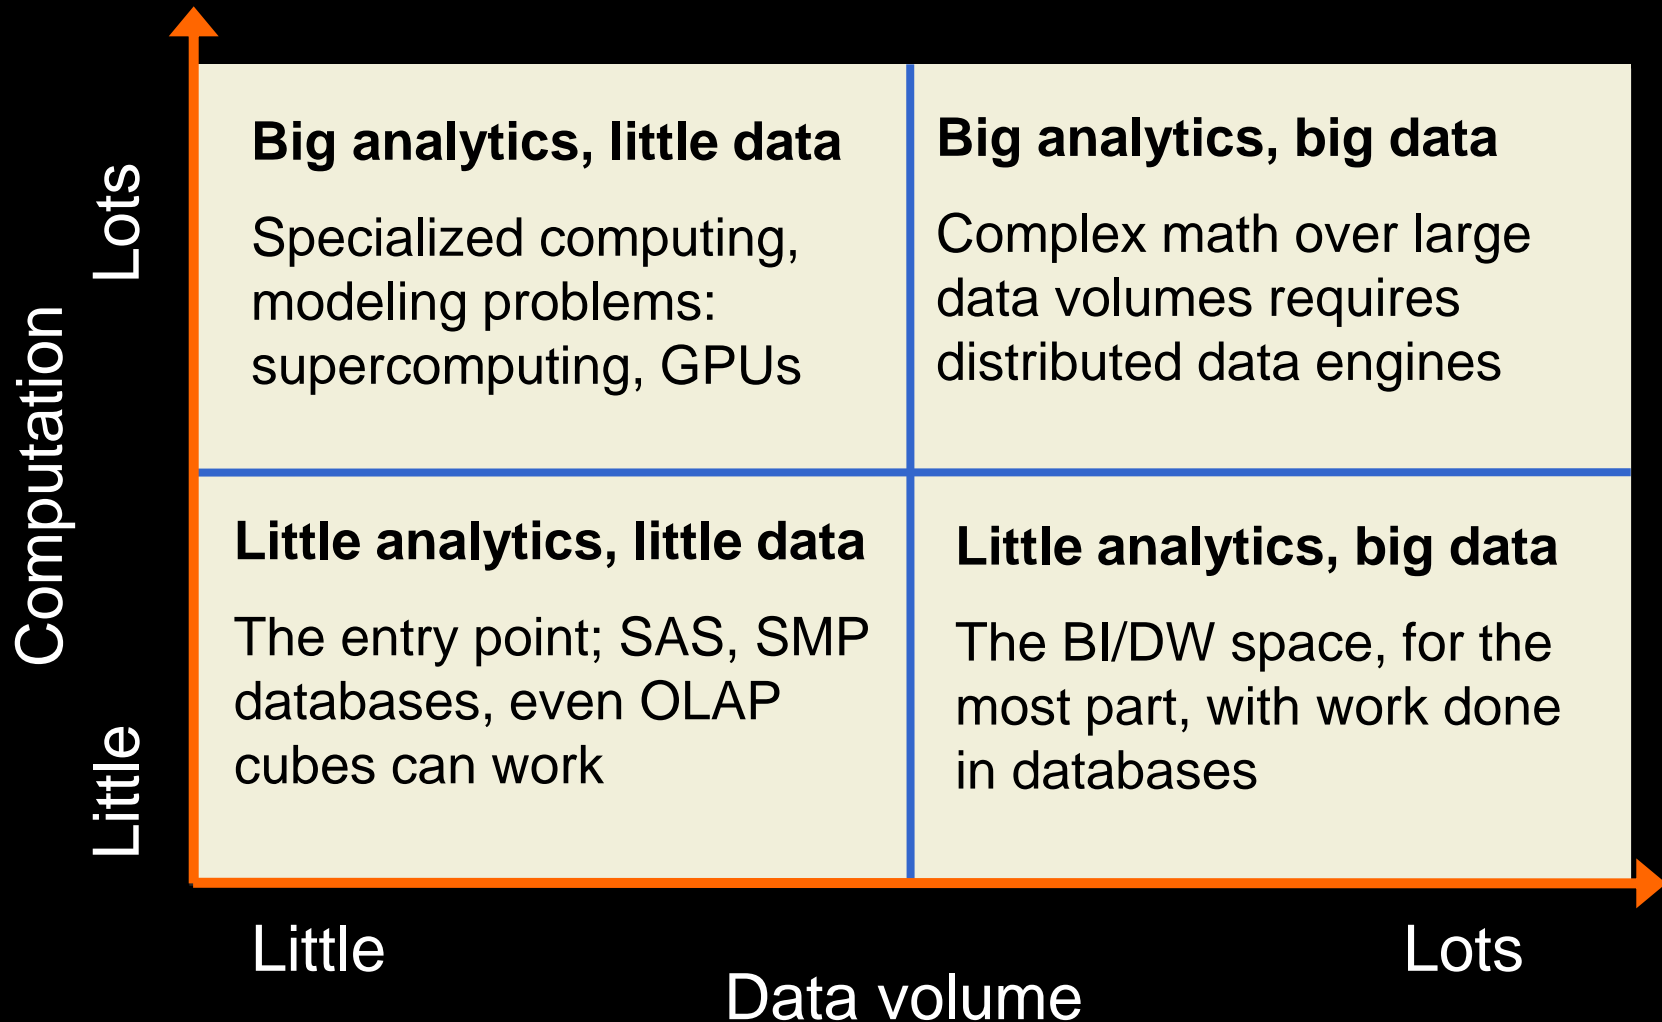 Computation
Lots
Little
Big analytics, little data
Specialized computing,
modeling problems:
supercomputing, GPUs
Big analytics, big data
Complex math over large
data volumes requires
distributed data engines
Little analytics, little data
The entry point; SAS, SMP
databases, even OLAP
cubes can work
Little analytics, big data
The BI/DW space, for the
most part, with work done
in databases
Little
Lots
Data volume